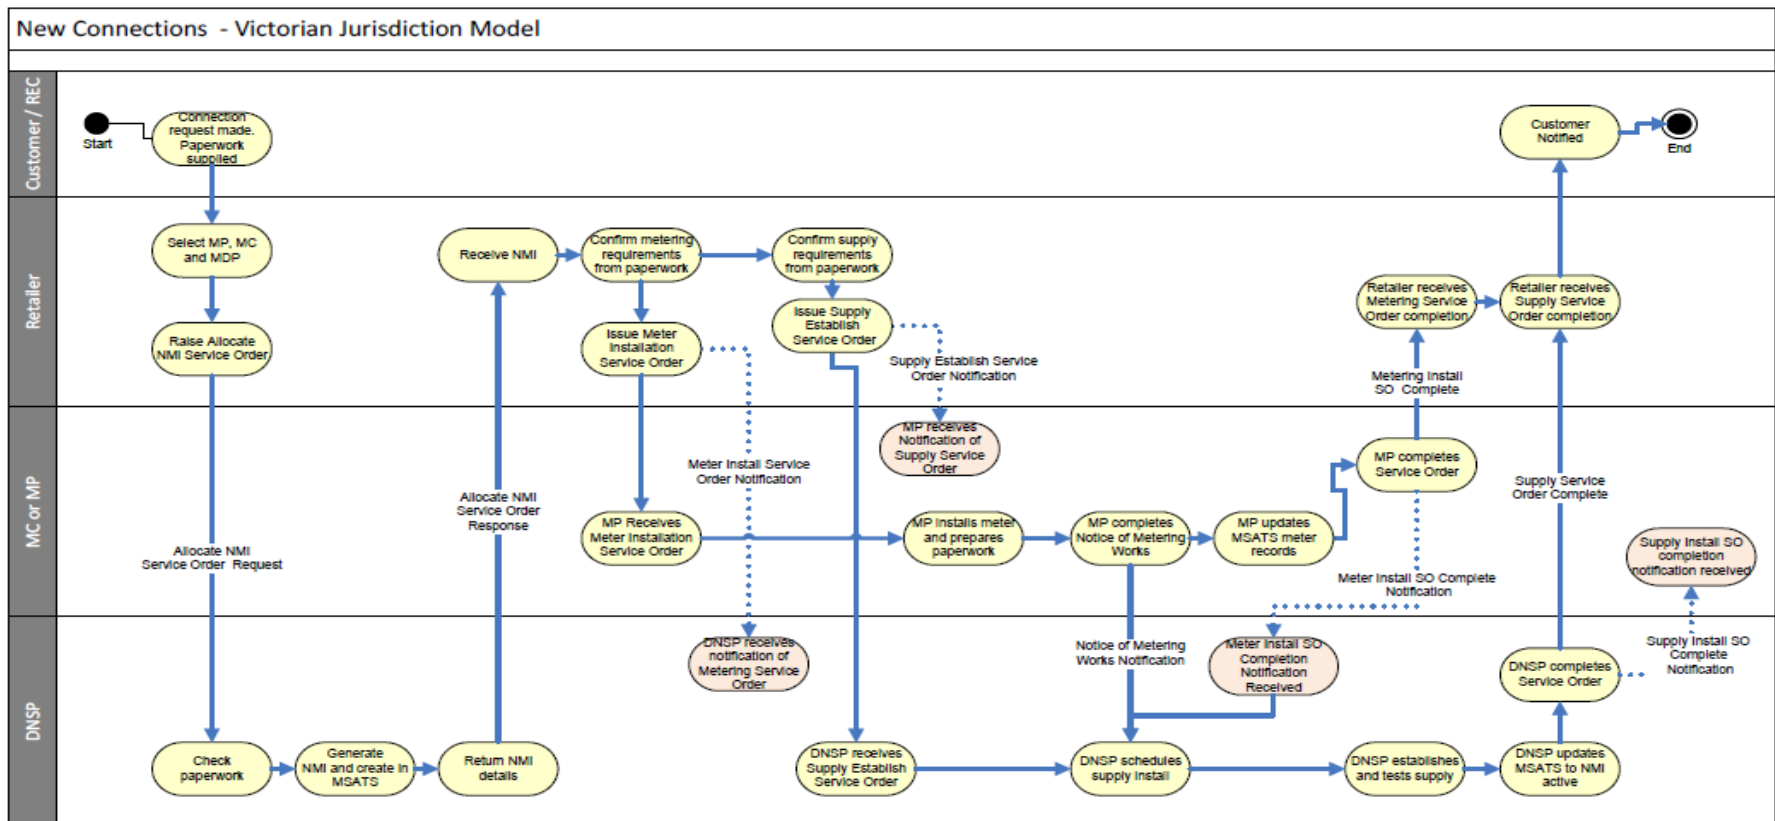 New Connections - Victorian Jurisdiction Model
Customer / REC
Start
Connection
request made.
Paperwork
supplied
Customer
Notified
End
Retailer
Select MP, MC
and MDP
Receive NMI
Confirm metering
requirements
from paperwork
Confirm supply
requirements
from paperwork
Raise Allocate
NMI Service Order
Issue Meter
Installation
Service Order
Issue Supply
Establish
Service Order
Retailer receives
Metering Service
Order completion
Retailer receives
Supply Service
Order completion
Supply Establish Service
Order Notification
Metering Install
SO Complete
MC or MP
MP receives
Notification of
Supply Service
Order
MP completes
Service Order
Meter Install Service
Order Notification
Allocate NMI
Service Order
Response
Supply Service
Order Complete
MP Receives
Meter Installation
Service Order
MP installs meter
and prepares
paperwork
MP completes
Notice of Metering
Works
MP updates
MSATS meter
records
Allocate NMI
Service Order Request
Supply Install SO
completion
notification received
Meter Install SO Complete
Notification
DNSP
DNSP receives
notification of
Metering Service
Order
Notice of Metering
Works Notification
Meter Install SO
Completion
Notification
Received
DNSP completes
Service Order
Supply Install SO
Complete
Notification
Check
paperwork
Generate
NMI and create in
MSATS
Return NMI
details
DNSP receives
Supply Establish
Service Order
DNSP schedules
supply install
DNSP establishes
and tests supply
DNSP updates
MSATS to NMI
active